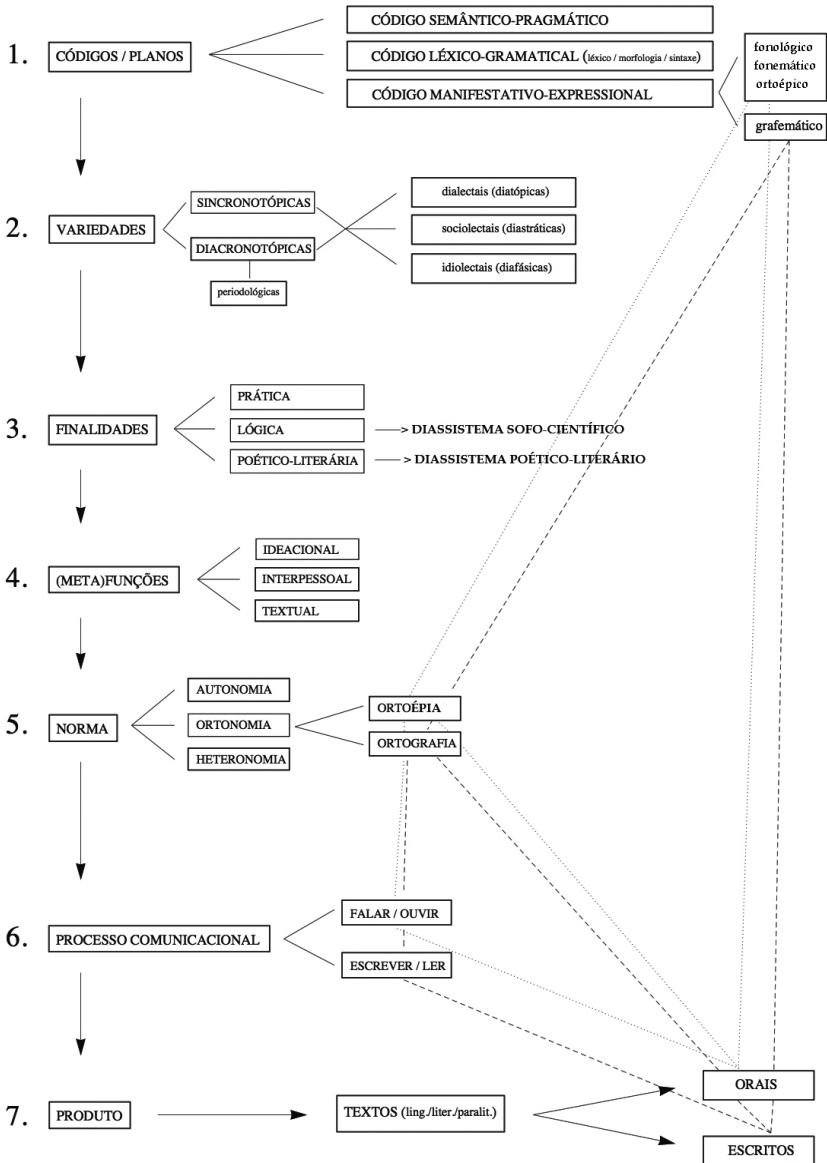 CÓDIGO SEMÂNTICO-PRAGMÁTICO
1. CÓDIGOS / PLANOS
CÓDIGO LÉXICO-GRAMATICAL (léxico / morfologia / sintaxe)
CÓDIGO MANIFESTATIVO-EXPRESSIONAL
fonológico
fonemático
ortoépico
grafemático
2. VARIEDADES
SINCRONOTÓPICAS
DIACRONOTÓPICAS
periodológicas
dialectais (diatópicas)
sociolectais (diastráticas)
idiolectais (diafásicas)
3. FINALIDADES
PRÁTICA
LÓGICA > DIASSISTEMA SOFO-CIENTÍFICO
POÉTICO-LITERÁRIA > DIASSISTEMA POÉTICO-LITERÁRIO
4. (META)FUNÇÕES
IDEACIONAL
INTERPESSOAL
TEXTUAL
5. NORMA
AUTONOMIA
ORTONOMIA
HETERONOMIA
ORTOÉPIA
ORTOGRAFIA
6. PROCESSO COMUNICACIONAL
FALAR / OUVIR
ESCREVER / LER
7. PRODUTO
TEXTOS (ling./liter./paralit.)
ORAIS
ESCRITOS